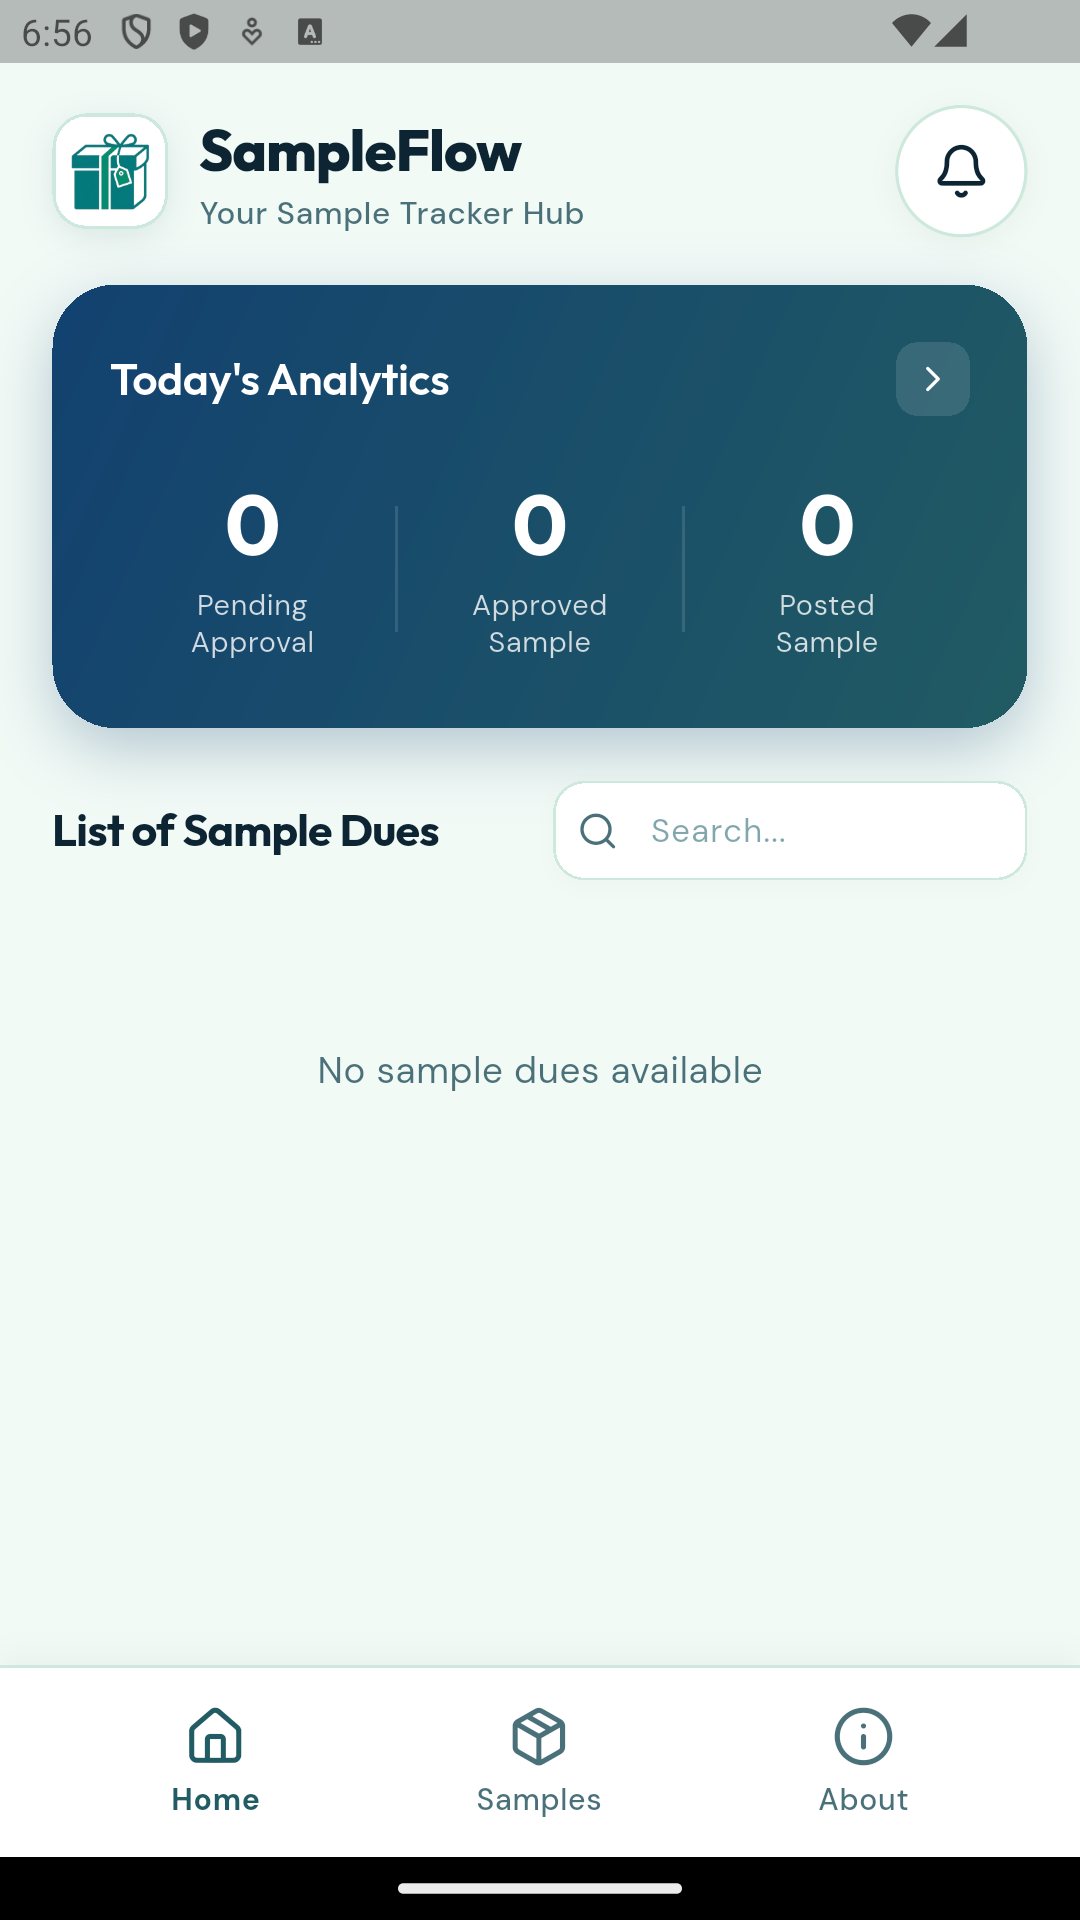 6:56
SampleFlow
Your Sample Tracker Hub
Today's Analytics
0
0
0
Pending
Approval
Approved
Sample
Posted
Sample
List of Sample Dues
Search...
No sample dues available
Home
Samples
About